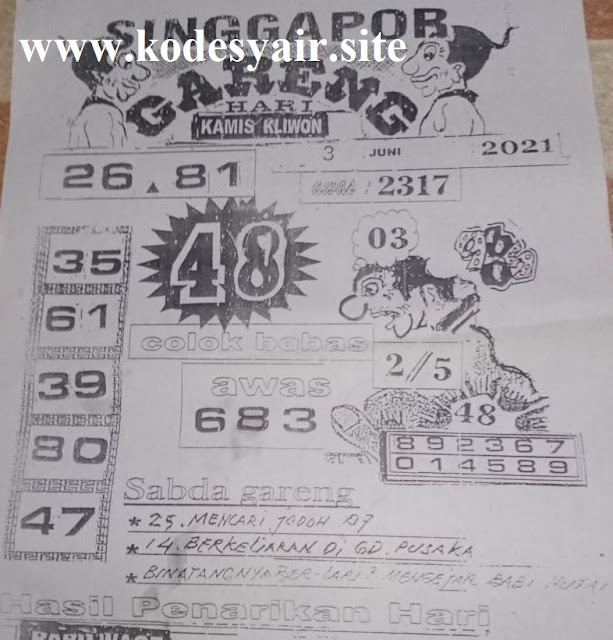 SINGGAPOR
www.kodesyair.site
GARENG
HARI
KAMIS KLIWON
3 JUNI 2021
26.81
2317
35
48
03
61
colok bebas
2/5
39
awas
683
48
80
892367
014589
Sabda gareng
47
* 25. MENCARI JODOH
* 14. BERKELIARAN DI GD. PUSAKA
* BINATANGNYA BER-LARI² MENGEJAR BABI HUTAN
Hasil Penarikan Hari